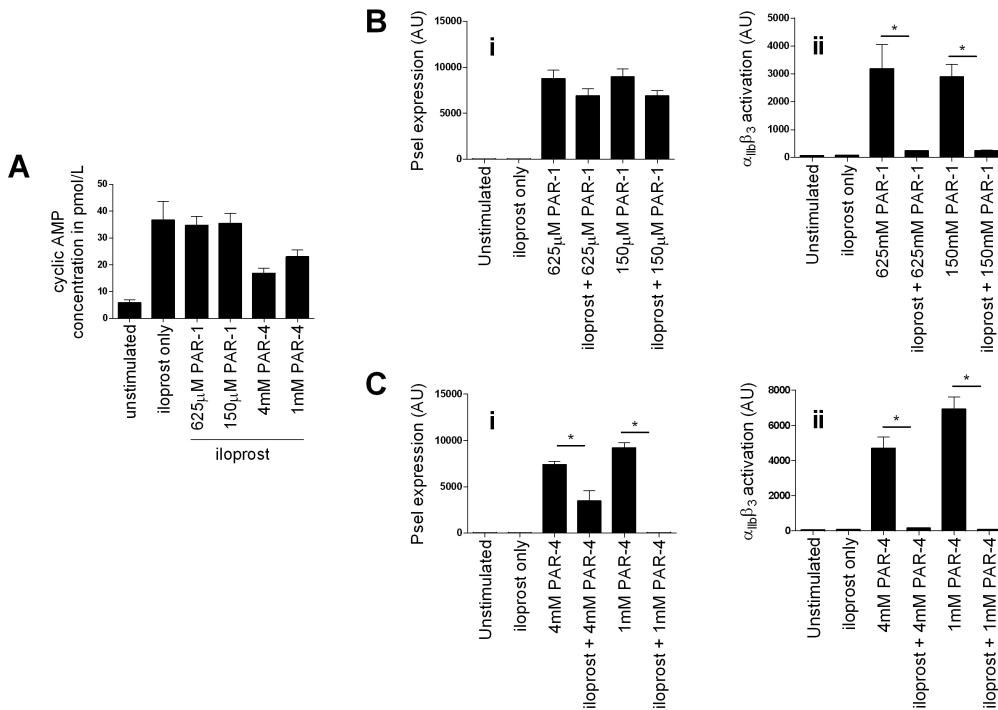 A
cyclic AMP
concentration in pmol/L
50
40
30
20
10
0
unstimulated
iloprost only
625μM PAR-1
150μM PAR-1
4mM PAR-4
1mM PAR-4
iloprost
B
i
Psel expression (AU)
15000
10000
5000
0
Unstimulated
iloprost only
625μM PAR-1
iloprost + 625μM PAR-1
150μM PAR-1
iloprost + 150μM PAR-1
ii
αIIbβ3 activation (AU)
5000
4000
3000
2000
1000
0
*
*
Unstimulated
iloprost only
625mM PAR-1
iloprost + 625mM PAR-1
150mM PAR-1
iloprost + 150mM PAR-1
C
i
Psel expression (AU)
15000
10000
5000
0
*
*
Unstimulated
iloprost only
4mM PAR-4
iloprost + 4mM PAR-4
1mM PAR-4
iloprost + 1mM PAR-4
ii
αIIbβ3 activation (AU)
8000
6000
4000
2000
0
*
*
Unstimulated
iloprost only
4mM PAR-4
iloprost + 4mM PAR-4
1mM PAR-4
iloprost + 1mM PAR-4